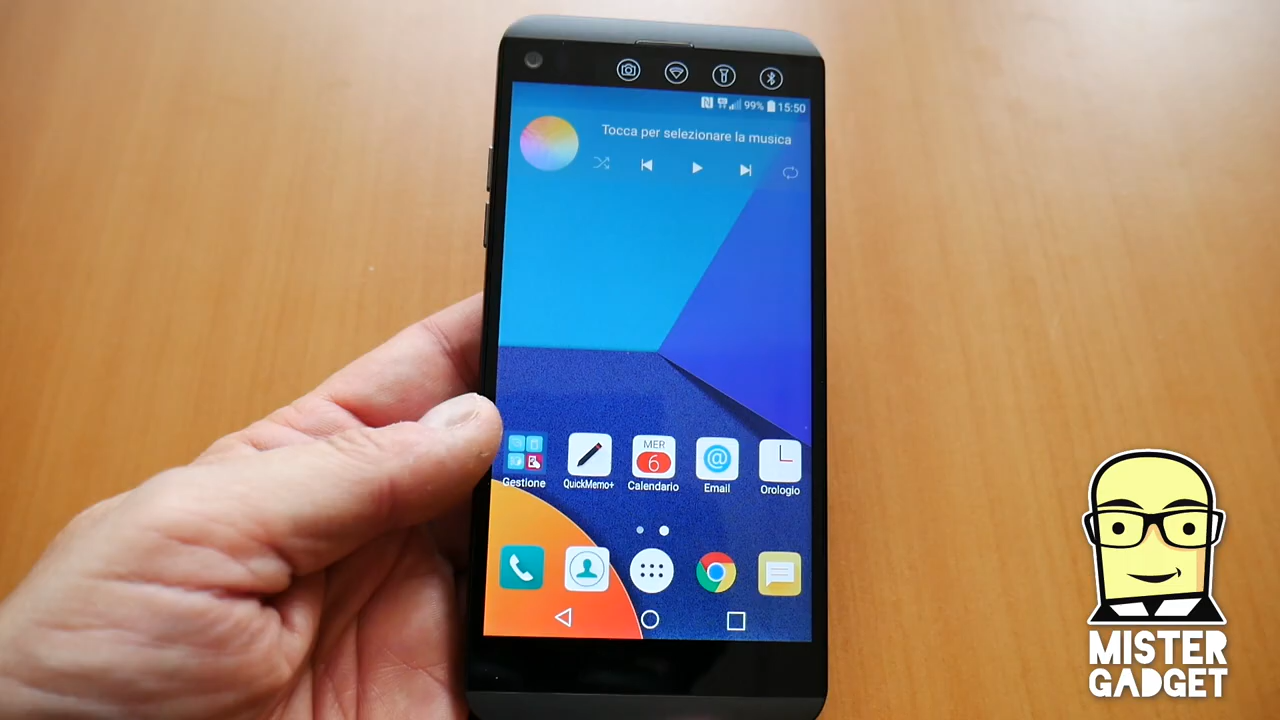 99% 15:50
Tocca per selezionare la musica
MER
6
Gestione QuickMemo+ Calendario Email Orologio
MISTER
GADGET